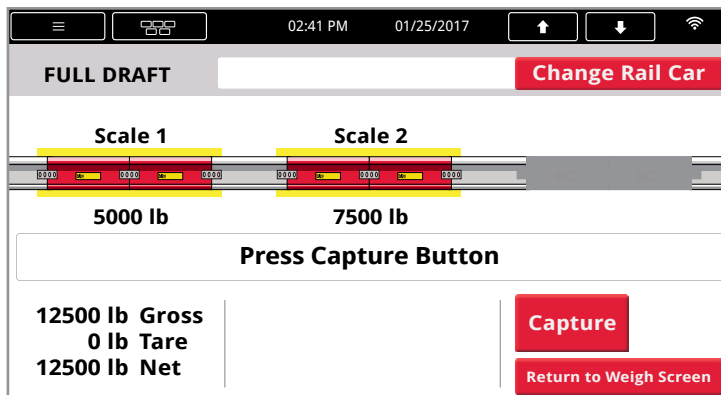 02:41 PM 01/25/2017
FULL DRAFT Change Rail Car
Scale 1 Scale 2
5000 lb 7500 lb
Press Capture Button
12500 lb Gross
0 lb Tare
12500 lb Net
Capture
Return to Weigh Screen